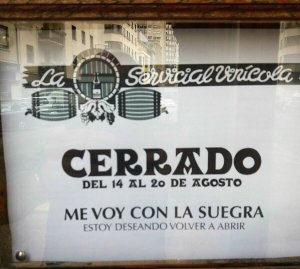 La Servicial Vinícola
CERRADO
DEL 14 AL 20 DE AGOSTO
ME VOY CON LA SUEGRA
ESTOY DESEANDO VOLVER A ABRIR